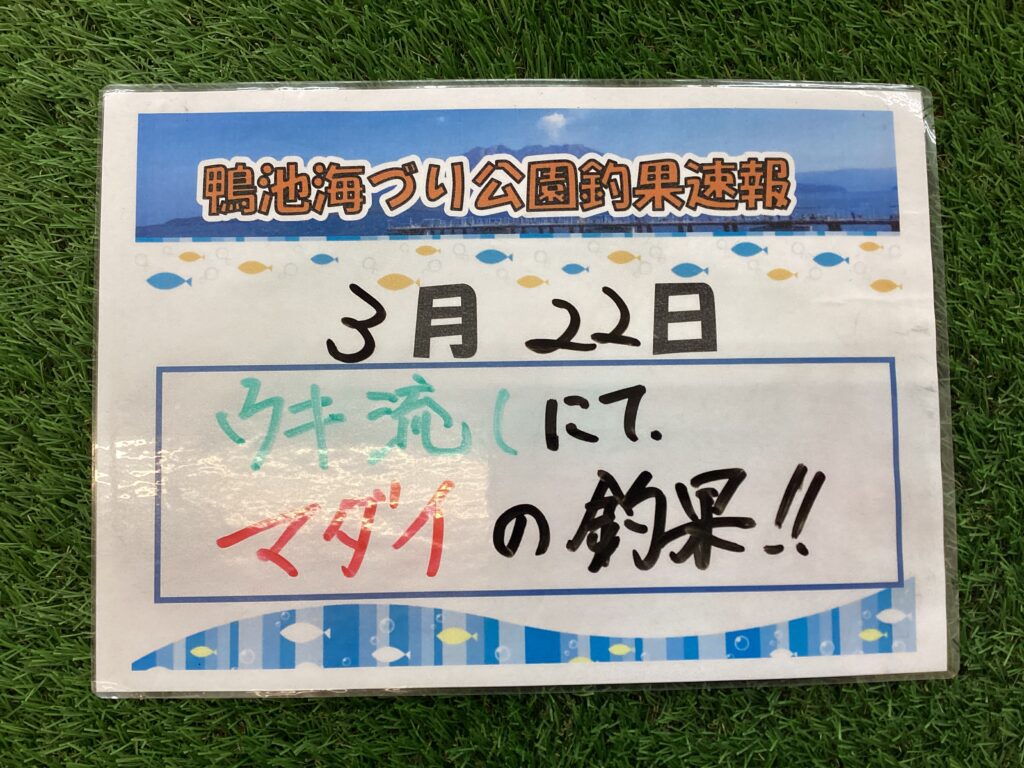 鴨池海づり公園釣果速報
3月 22日
ウキ流しにて.
マダイの釣果!!